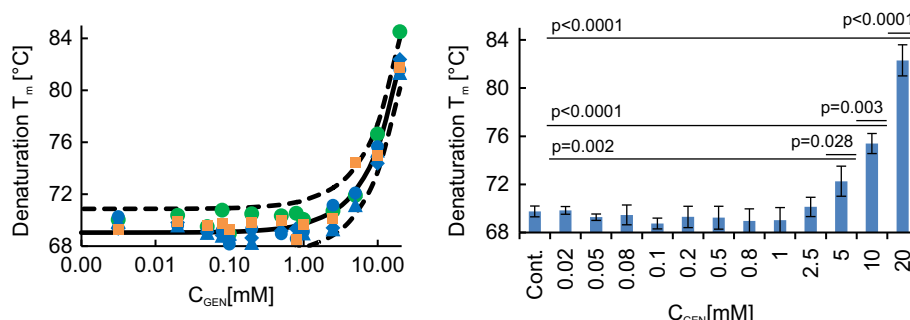 Denaturation Tm [°C]
84
80
76
72
68
0.00
0.01
0.10
1.00
10.00
CGEN[mM]
Denaturation Tm [°C]
84
80
76
72
68
p<0.0001
p<0.0001
p<0.0001
p=0.003
p=0.028
p=0.002
Cont.
0.02
0.05
0.08
0.1
0.2
0.5
0.8
1
2.5
5
10
20
CGEN[mM]